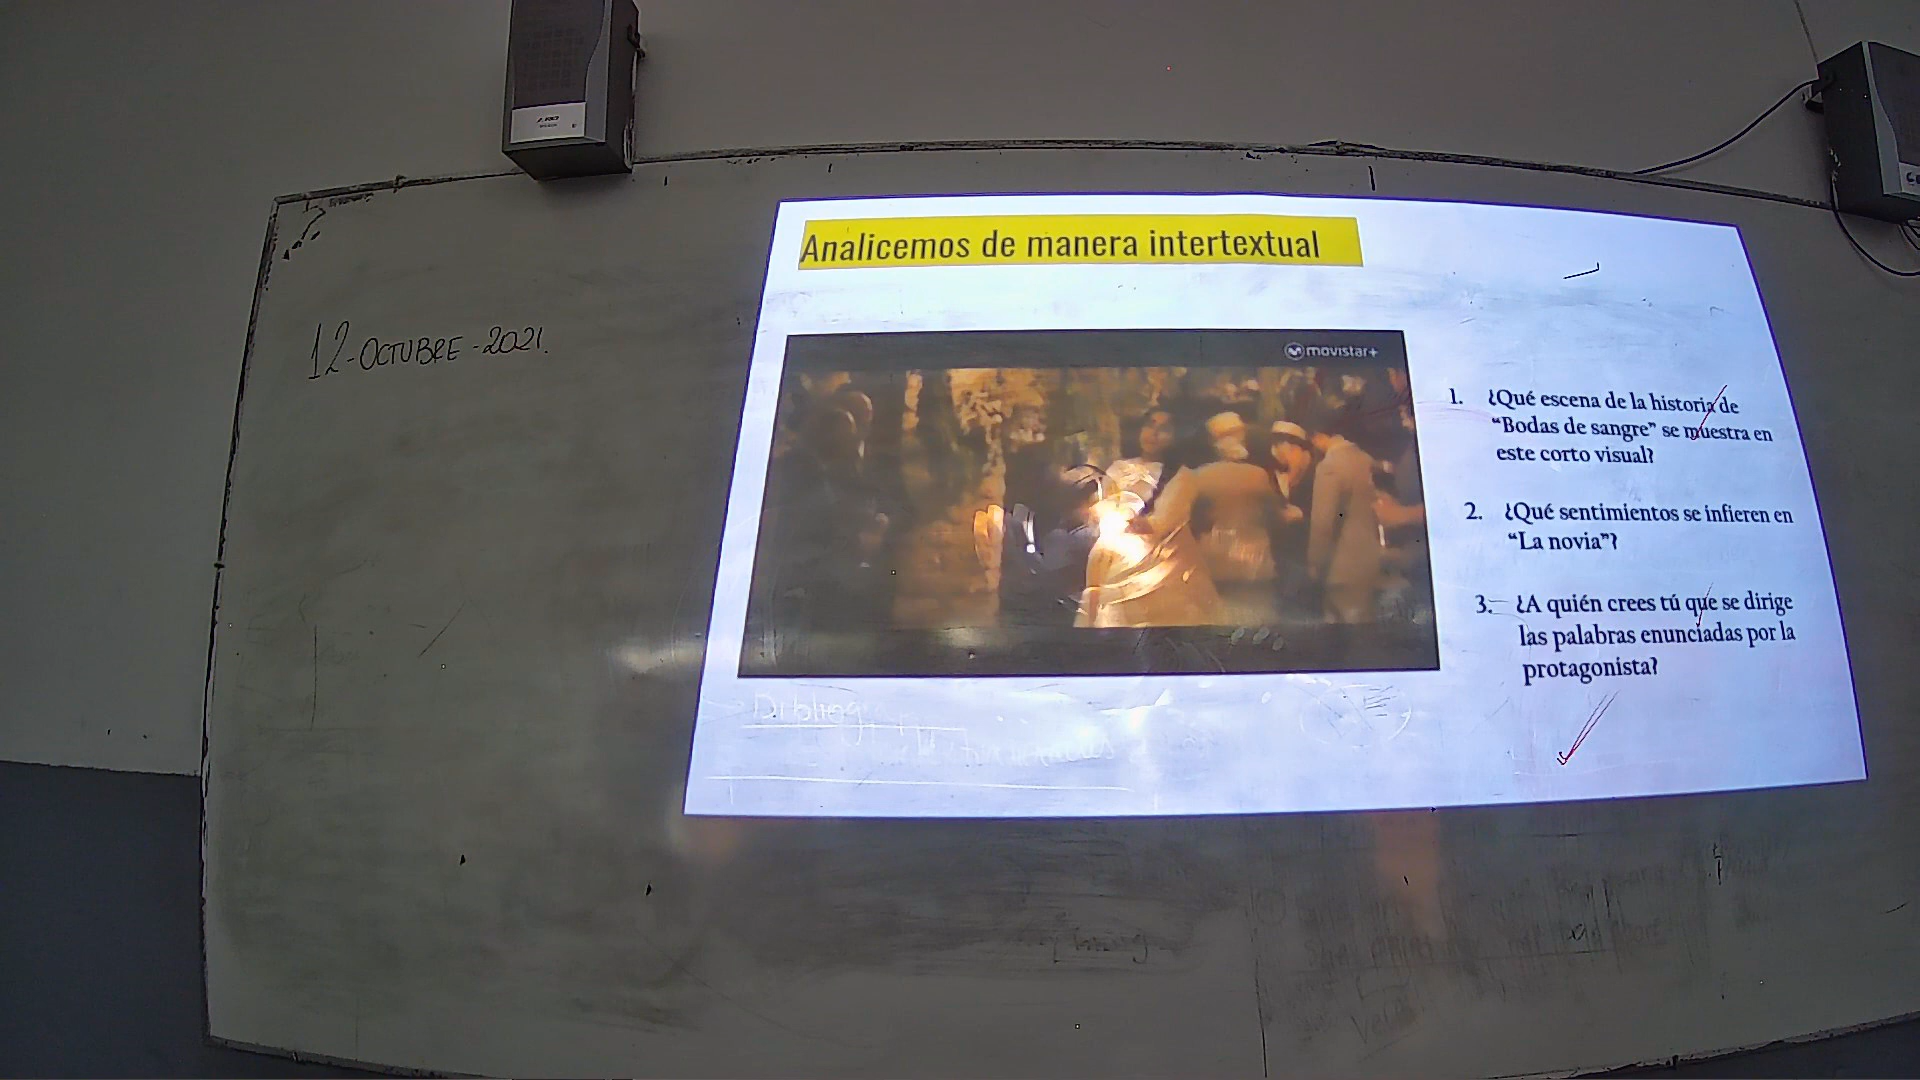 12-OCTUBRE-2021.
Analicemos de manera intertextual
movistar+
1. ¿Qué escena de la historia de
“Bodas de sangre” se muestra en
este corto visual?
2. ¿Qué sentimientos se infieren en
“La novia”?
3. ¿A quién crees tú que se dirige
las palabras enunciadas por la
protagonista?